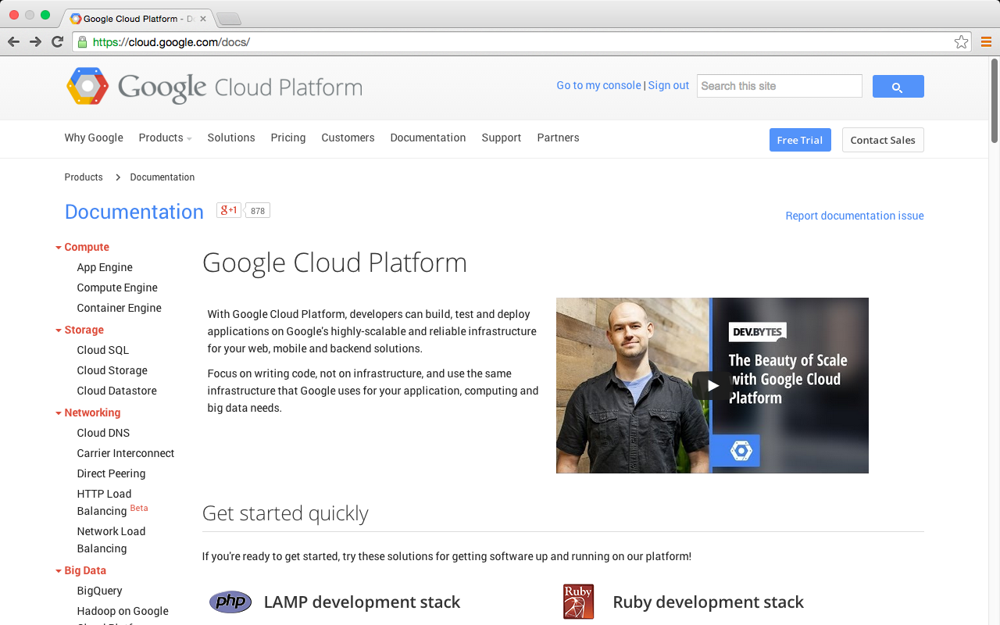 Google Cloud Platform - D
https://cloud.google.com/docs/
Google Cloud Platform
Go to my console | Sign out
Search this site
Why Google
Products
Solutions
Pricing
Customers
Documentation
Support
Partners
Free Trial
Contact Sales
Products
Documentation
Documentation
g+1
878
Report documentation issue
Compute
App Engine
Compute Engine
Container Engine
Storage
Cloud SQL
Cloud Storage
Cloud Datastore
Networking
Cloud DNS
Carrier Interconnect
Direct Peering
HTTP Load
Balancing Beta
Network Load
Balancing
Big Data
BigQuery
Hadoop on Google
Google Cloud Platform
With Google Cloud Platform, developers can build, test and deploy
applications on Google's highly-scalable and reliable infrastructure
for your web, mobile and backend solutions.
Focus on writing code, not on infrastructure, and use the same
infrastructure that Google uses for your application, computing and
big data needs.
DEV.BYTES
The Beauty of Scale
with Google Cloud
Platform
Get started quickly
If you're ready to get started, try these solutions for getting software up and running on our platform!
php
LAMP development stack
Ruby
Ruby development stack